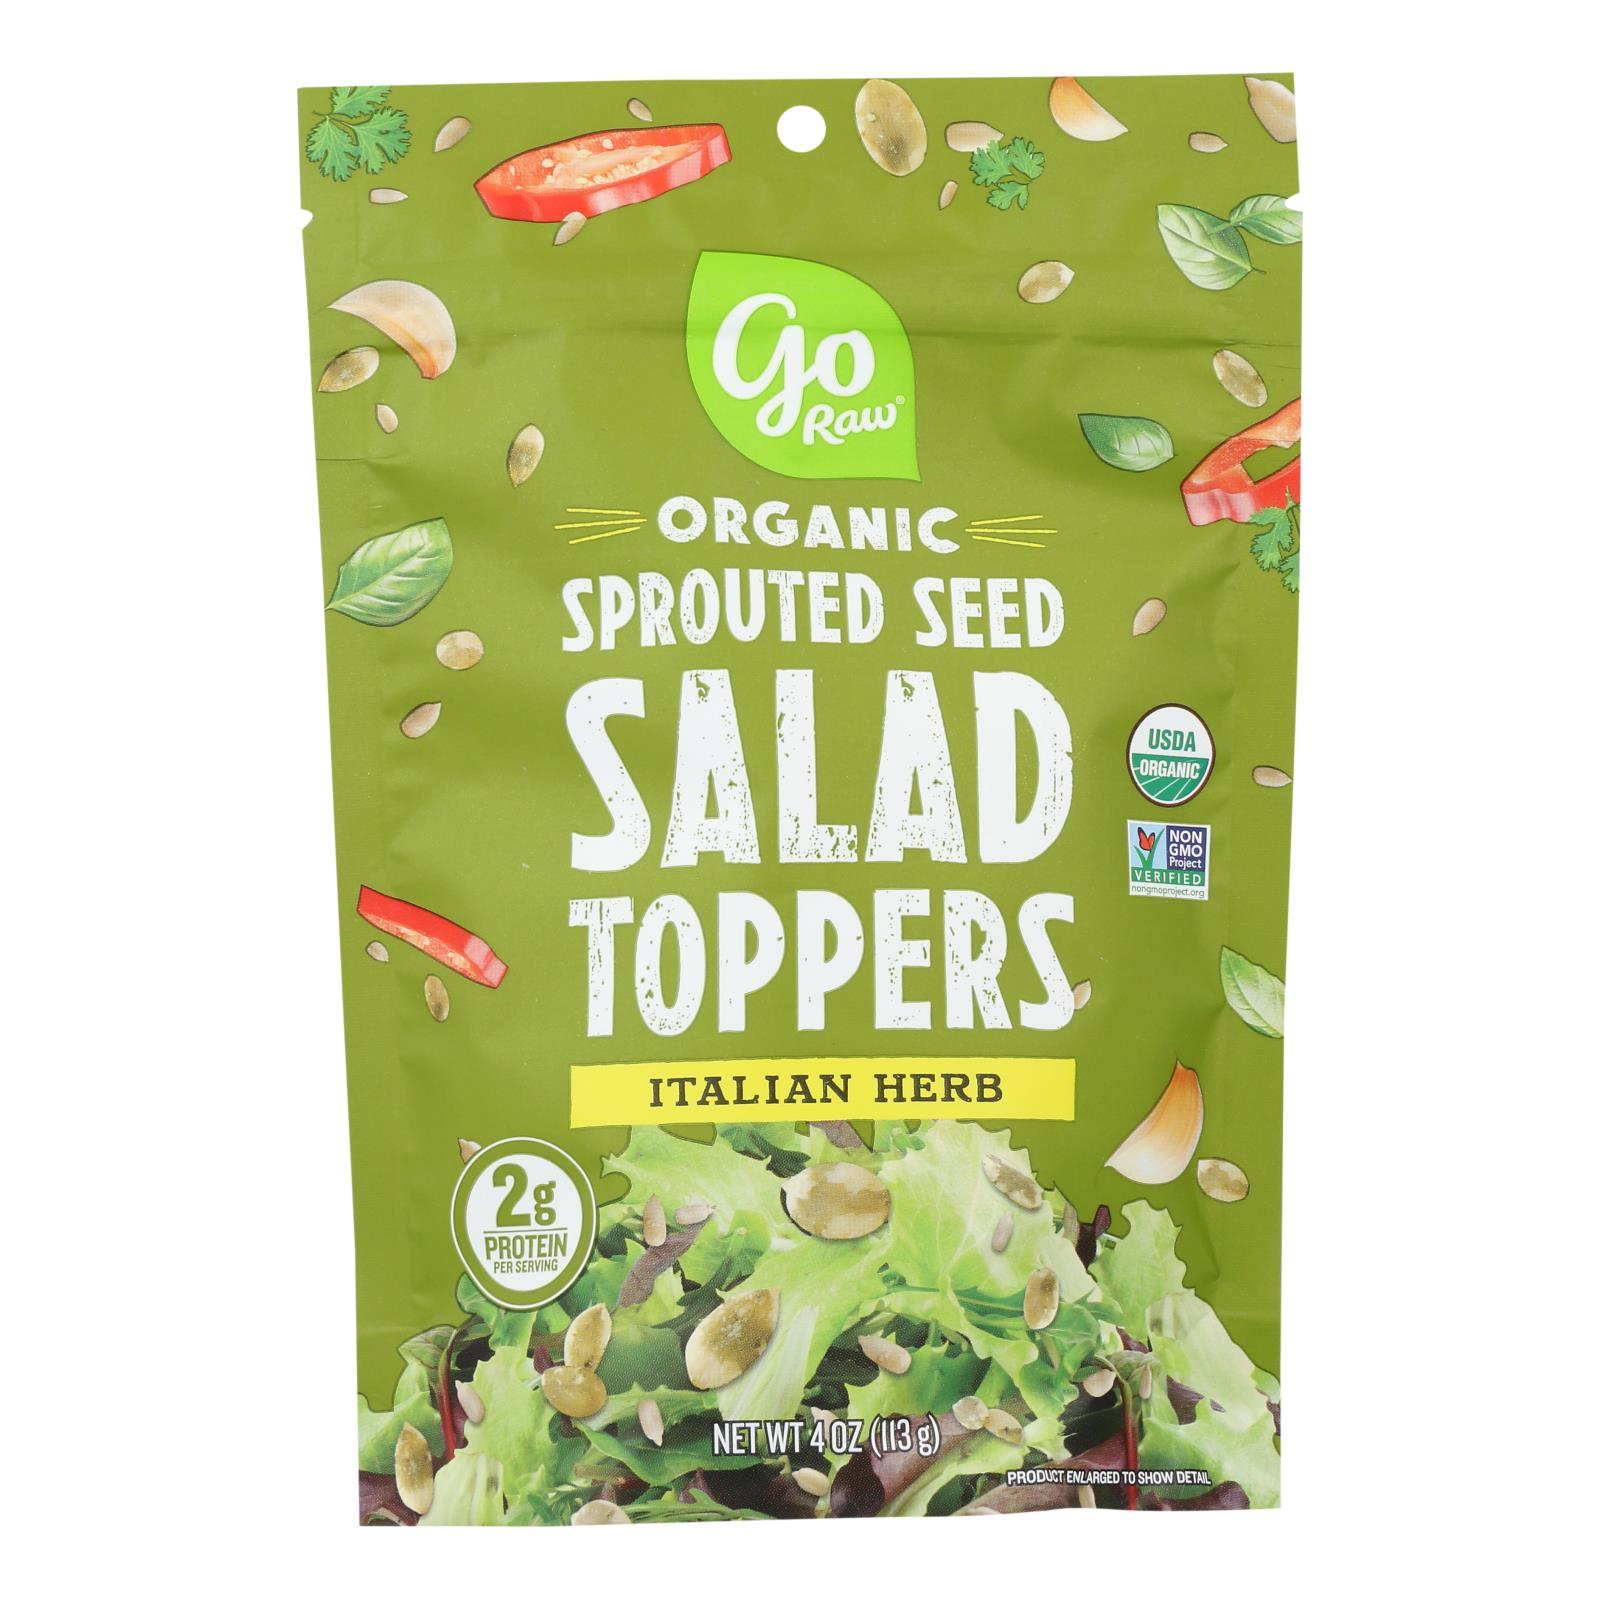 go
Raw®
ORGANIC
SPROUTED SEED
SALAD
TOPPERS
ITALIAN HERB
USDA
ORGANIC
NON
GMO
Project
VERIFIED
nongmoproject.org
2g
PROTEIN
PER SERVING
NET WT 4 OZ (113 g)
PRODUCT ENLARGED TO SHOW DETAIL